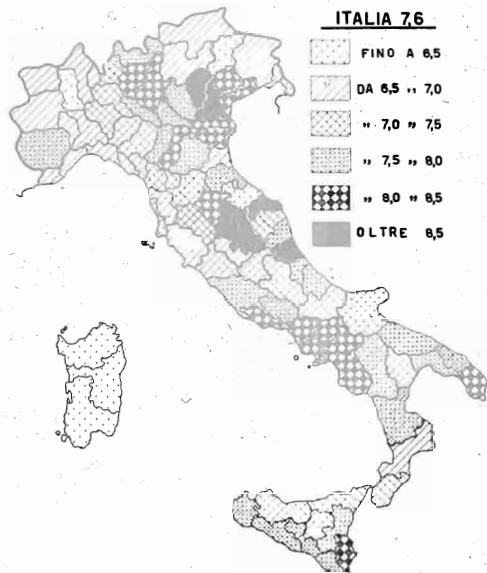 ITALIA 7,6
FINO A 6,5
DA 6,5 „ 7,0
„ 7,0 „ 7,5
„ 7,5 „ 8,0
„ 8,0 „ 8,5
OLTRE 8,5